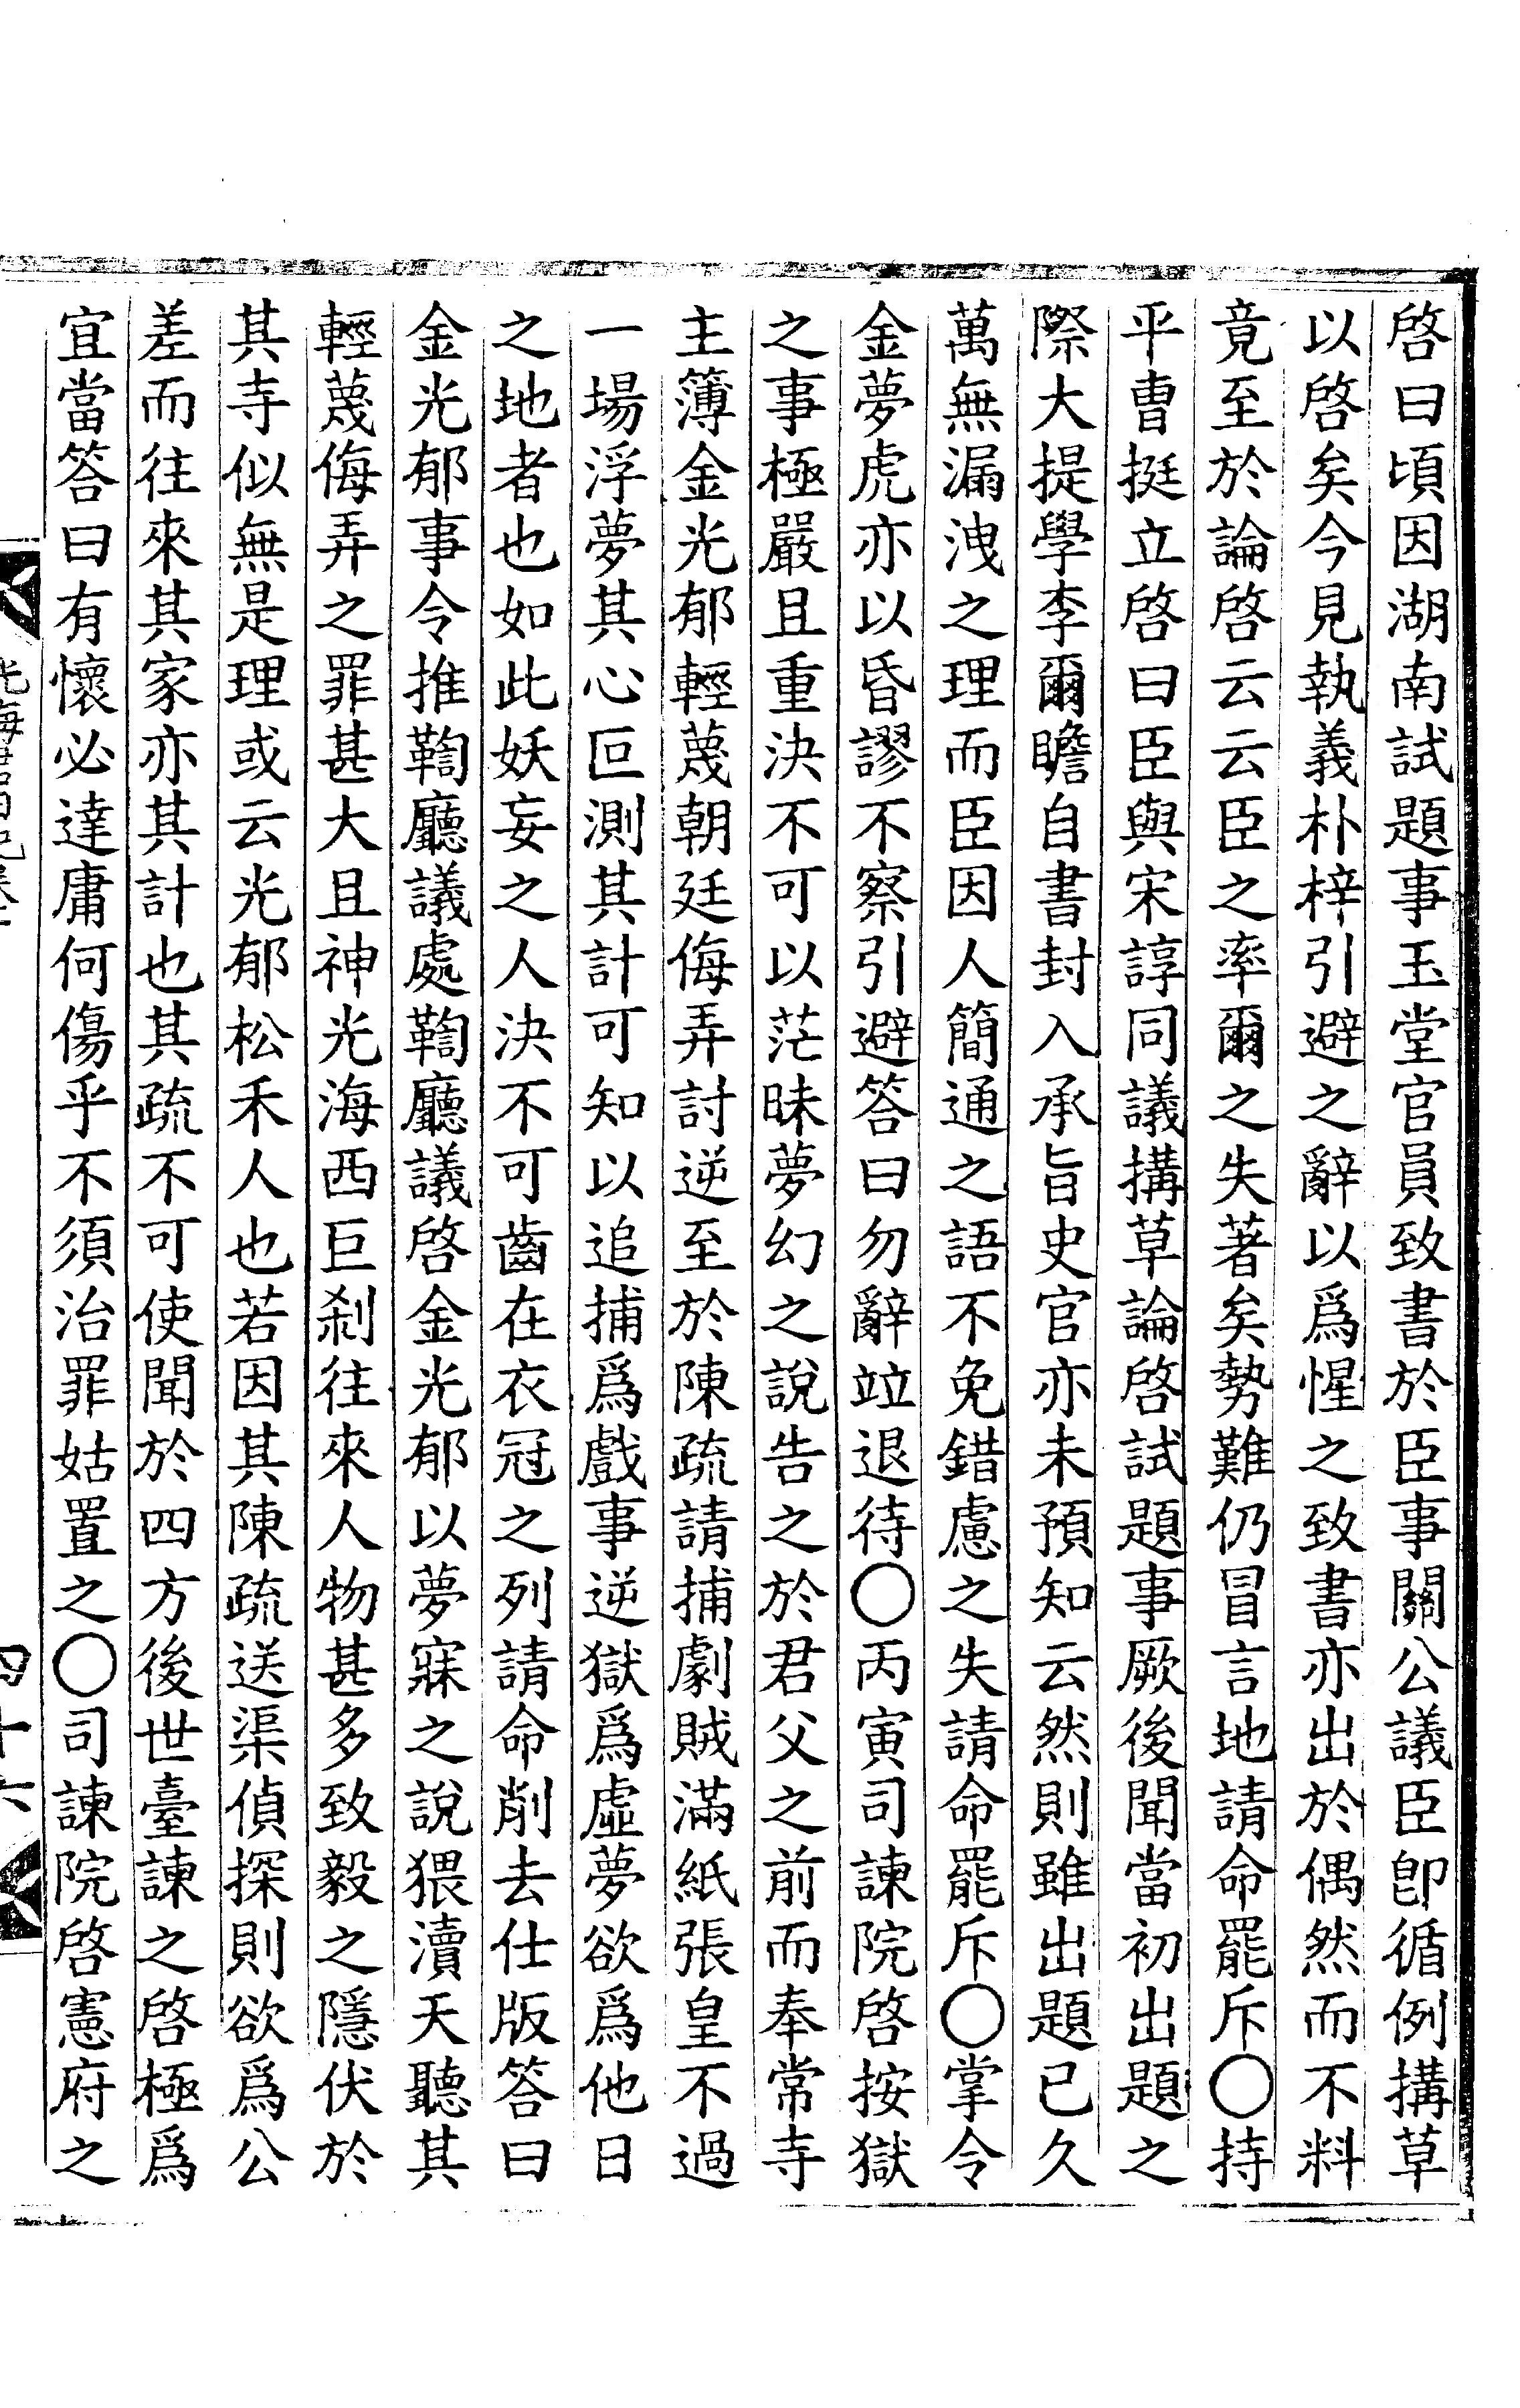 啓曰頃因湖南試題事玉堂官員致書於臣事關公議臣卽循例搆草
以啓矣今見執義朴梓引避之辭以爲惺之致書亦出於偶然而不料
竟至於論啓云云臣之率爾之失著矣勢難仍冒言地請命罷斥〇持
平曺挺立啓曰臣與宋諄同議搆草論啓試題事厥後聞當初出題之
際大提學李爾瞻自書封入承旨史官亦未預知云然則雖出題已久
萬無漏洩之理而臣因人簡通之語不免錯慮之失請命罷斥〇掌令
金夢虎亦以昏謬不察引避答曰勿辭竝退待〇丙寅司諫院啓按獄
之事極嚴且重決不可以茫昧夢幻之說告之於君父之前而奉常寺
主簿金光郁輕蔑朝廷侮弄討逆至於陳疏請捕劇賊滿紙張皇不過
一場浮夢其心叵測其計可知以追捕爲戲事逆獄爲虛夢欲爲他日
之地者也如此妖妄之人決不可齒在衣冠之列請命削去仕版答曰
金光郁事令推鞫廳議處鞫廳議啓金光郁以夢寐之說猥瀆天聽其
輕蔑侮弄之罪甚大且神光海西巨刹往來人物甚多致毅之隱伏於
其寺似無是理或云光郁松禾人也若因其陳疏送渠偵探則欲爲公
差而往來其家亦其計也其疏不可使聞於四方後世臺諫之啓極爲
宜當答曰有懷必達庸何傷乎不須治罪姑置之〇司諫院啓憲府之
光海君日記卷
四十六